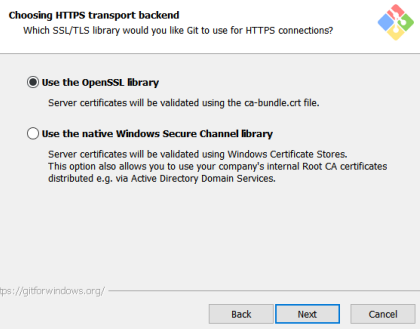 Choosing HTTPS transport backend
Which SSL/TLS library would you like Git to use for HTTPS connections?
Use the OpenSSL library
Server certificates will be validated using the ca-bundle.crt file.
Use the native Windows Secure Channel library
Server certificates will be validated using Windows Certificate Stores.
This option also allows you to use your company's internal Root CA certificates
distributed e.g. via Active Directory Domain Services.
tps://gitforwindows.org/
Back
Next
Cancel